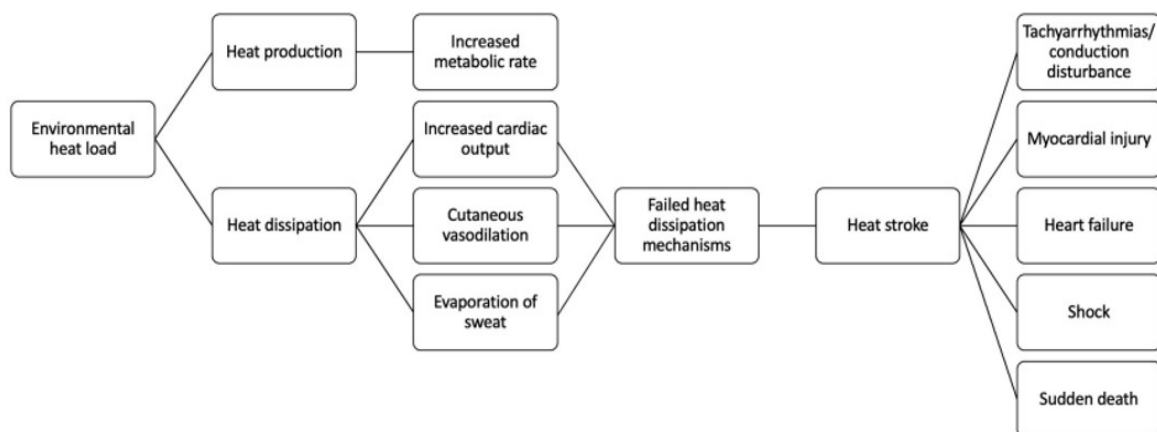 Environmental
heat load
Heat production
Heat dissipation
Increased
metabolic rate
Increased cardiac
output
Cutaneous
vasodilation
Evaporation of
sweat
Failed heat
dissipation
mechanisms
Heat stroke
Tachyarrhythmias/
conduction
disturbance
Myocardial injury
Heart failure
Shock
Sudden death